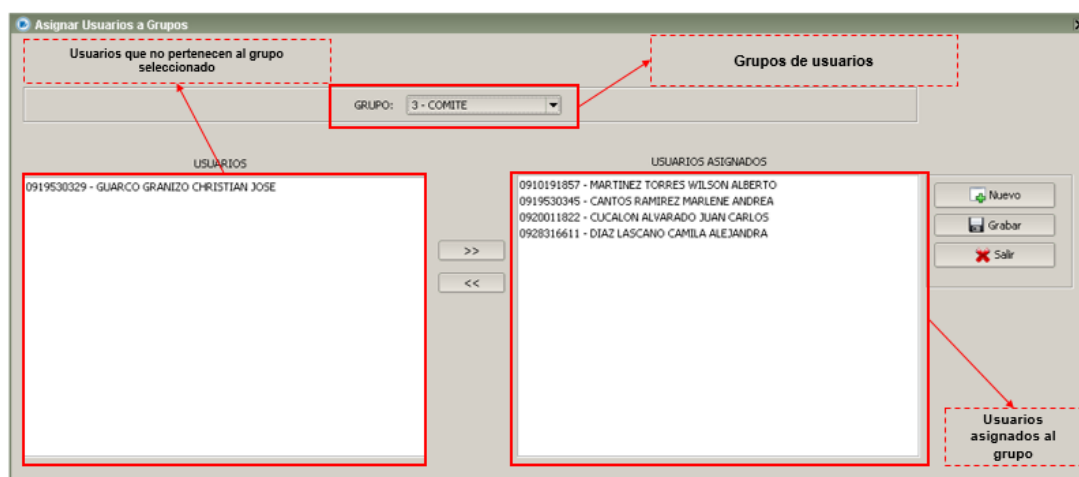 Asignar Usuarios a Grupos
Usuarios que no pertenecen al grupo
seleccionado
Grupos de usuarios
GRUPO: 3 - COMITE
USUARIOS
USUARIOS ASIGNADOS
0919530329 - GUARCO GRANIZO CHRISTIAN JOSE
0910191857 - MARTINEZ TORRES WILSON ALBERTO
0919530345 - CANTOS RAMIREZ MARLENE ANDREA
0920011822 - CUCALON ALVARADO JUAN CARLOS
0928316611 - DIAZ LASCANO CAMILA ALEJANDRA
>>
<<
Nuevo
Grabar
Salir
Usuarios
asignados al
grupo